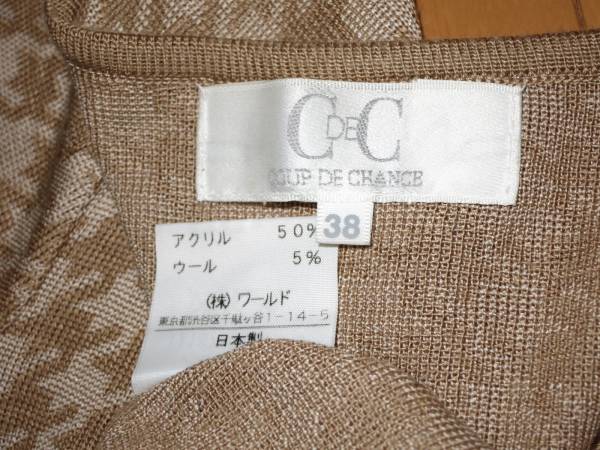 CDEC
COUP DE CHANCE
38
アクリル 50%
ウール 5%
(株)ワールド
東京都渋谷区千駄ヶ谷1-14-5
日本製